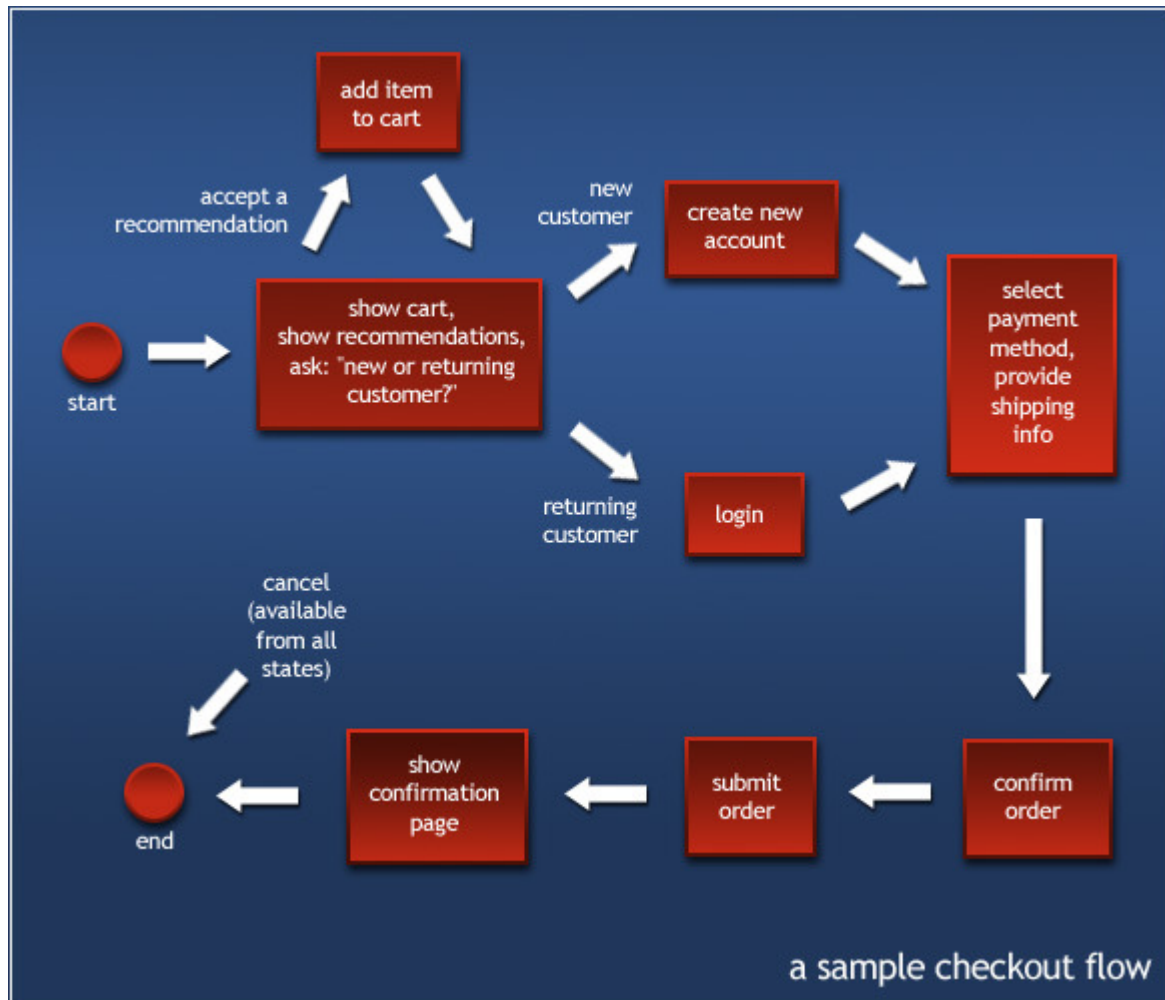 add item
to cart
accept a
recommendation
new
customer
create new
account
show cart,
show recommendations,
ask: "new or returning
customer?"
select
payment
method,
provide
shipping
info
start
returning
customer
login
cancel
(available
from all
states)
show
confirmation
page
submit
order
confirm
order
end
a sample checkout flow